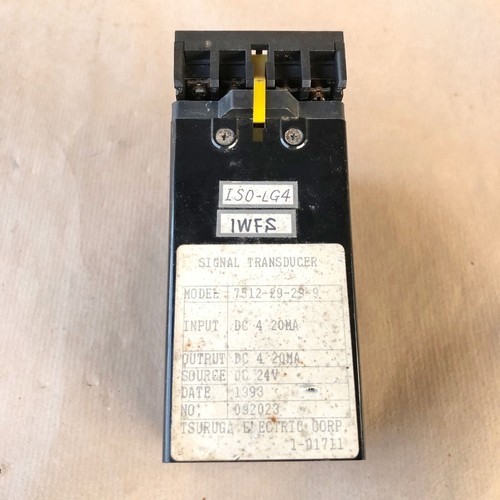 ISO-LG4
IWFS
SIGNAL TRANSDUCER
MODEL 7512-29-29-9
INPUT DC 4 20MA
OUTPUT DC 4 20MA
SOURCE DC 24V
DATE 1993
NO. 092023
TSURUGA ELECTRIC CORP.
1-01711